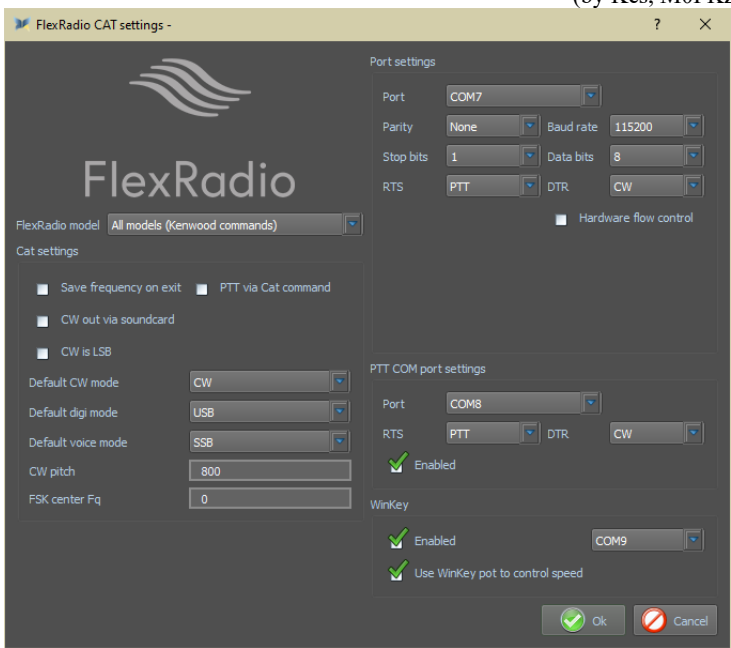 FlexRadio CAT settings - ? X
FlexRadio
FlexRadio model All models (Kenwood commands)
Cat settings
Save frequency on exit PTT via Cat command
CW out via soundcard
CW is LSB
Default CW mode CW
Default digi mode USB
Default voice mode SSB
CW pitch 800
FSK center Fq 0
Port settings
Port COM7
Parity None Baud rate 115200
Stop bits 1 Data bits 8
RTS PTT DTR CW
Hardware flow control
PTT COM port settings
Port COM8
RTS PTT DTR CW
Enabled
WinKey
Enabled COM9
Use WinKey pot to control speed
Ok Cancel